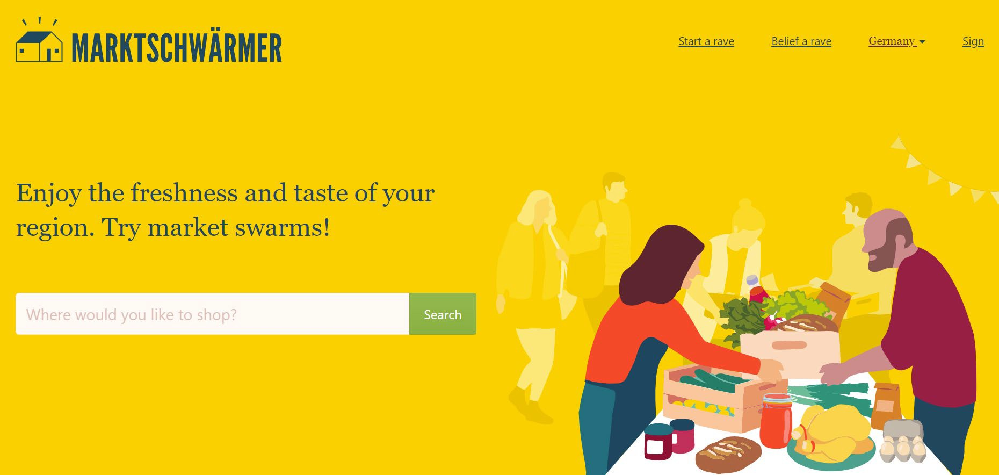 MARKTSCHWÄRMER
Start a rave
Belief a rave
Germany
Sign
Enjoy the freshness and taste of your
region. Try market swarms!
Where would you like to shop?
Search